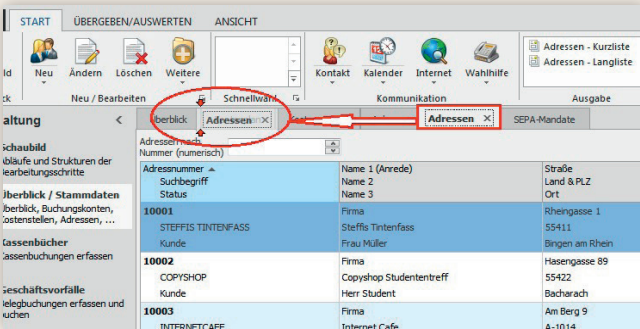 START ÜBERGEBEN/AUSWERTEN ANSICHT
Neu Ändern Löschen Weitere Kontakt Kalender Internet Wahlhilfe
Adressen - Kurzliste
Adressen - Langliste
Neu / Bearbeiten Schnellwahl Kommunikation Ausgabe
altung
Überblick Adressen Adressen SEPA-Mandate
Schaubild
Abläufe und Strukturen der
Bearbeitungsschritte
Überblick / Stammdaten
Überblick, Buchungskonten,
Kostenstellen, Adressen, ...
Kassenbücher
Kassenbuchungen erfassen
Geschäftsvorfälle
Belegbuchungen erfassen und
buchen
Adressen nach
Nummer (numerisch)
Adressnummer Name 1 (Anrede) Straße
Suchbegriff Name 2 Land & PLZ
Status Name 3 Ort
10001 Firma Rheingasse 1
STEFFIS TINTENFASS Steffis Tintenfass 55411
Kunde Frau Müller Bingen am Rhein
10002 Firma Hasengasse 89
COPYSHOP Copyshop Studententreff 55422
Kunde Herr Student Bacharach
10003 Firma Am Berg 9
INTERNETCAFE Internet Cafe A-1014